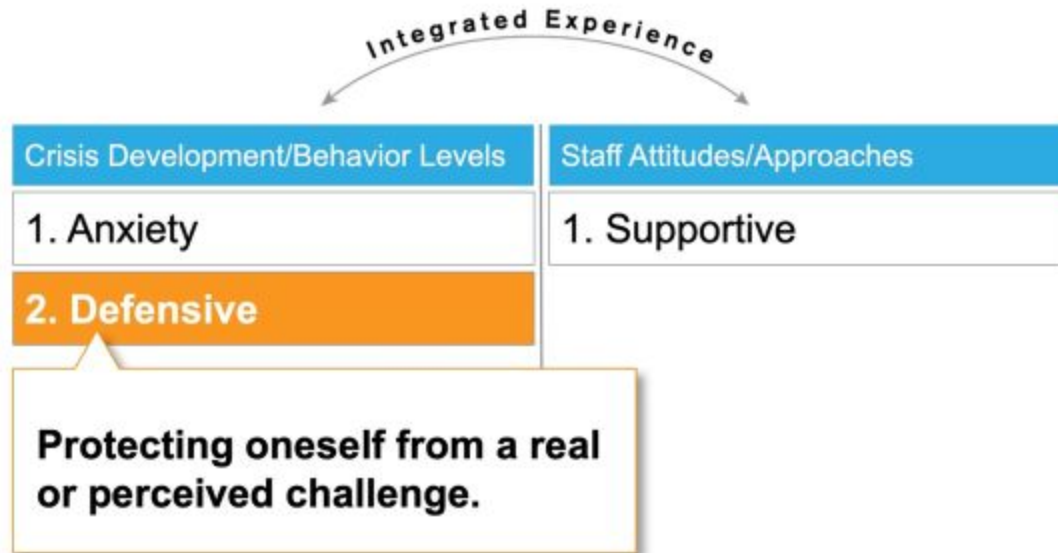 Integrated Experience
Crisis Development/Behavior Levels
Staff Attitudes/Approaches
1. Anxiety
1. Supportive
2. Defensive
Protecting oneself from a real
or perceived challenge.